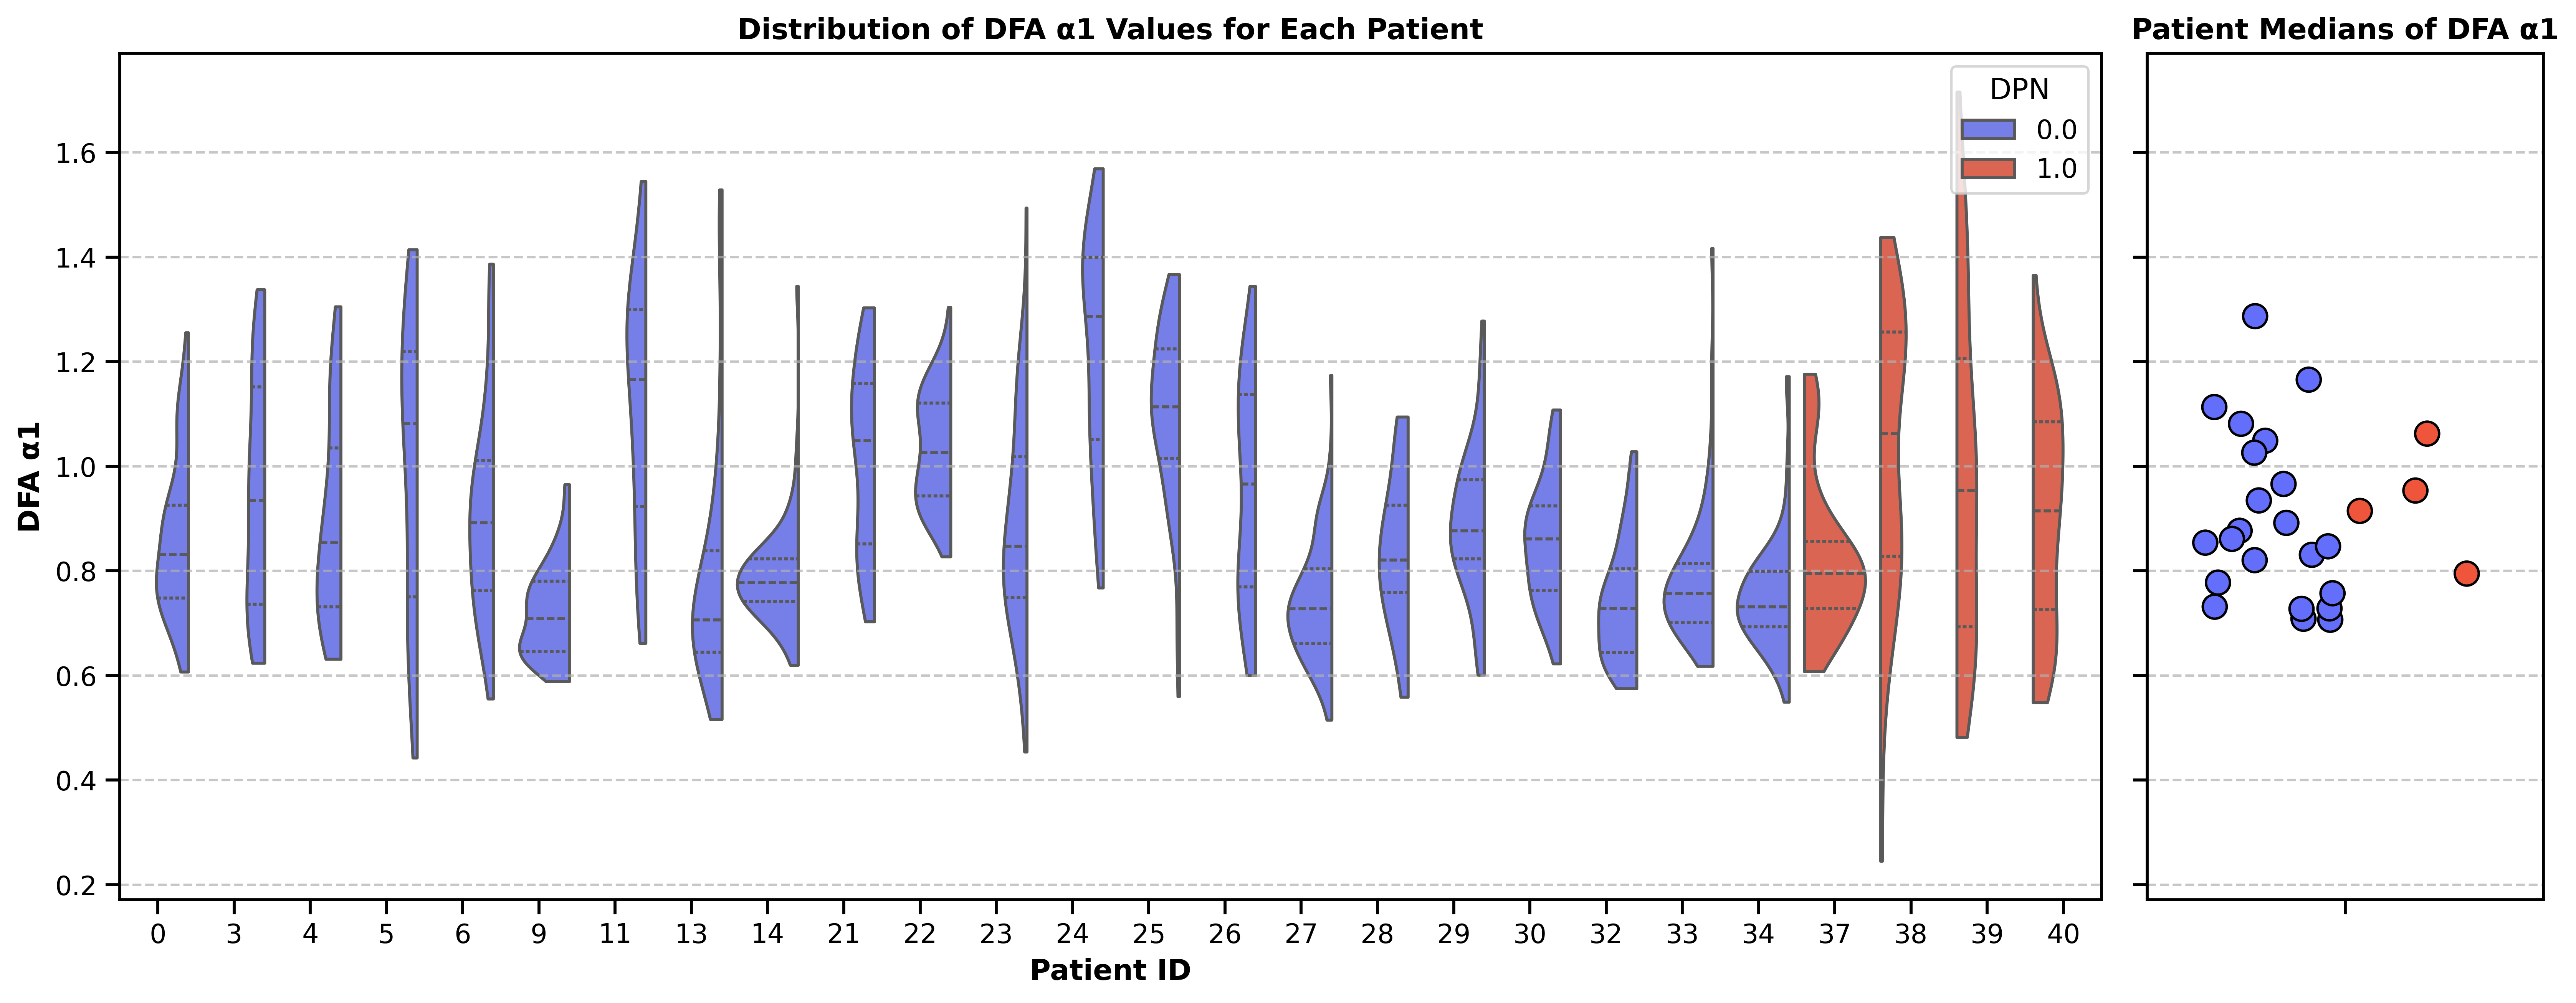 Distribution of DFA α1 Values for Each Patient
Patient Medians of DFA α1
DPN
0.0
1.0
DFA α1
1.6
1.4
1.2
1.0
0.8
0.6
0.4
0.2
0 3 4 5 6 9 11 13 14 21 22 23 24 25 26 27 28 29 30 32 33 34 37 38 39 40
Patient ID